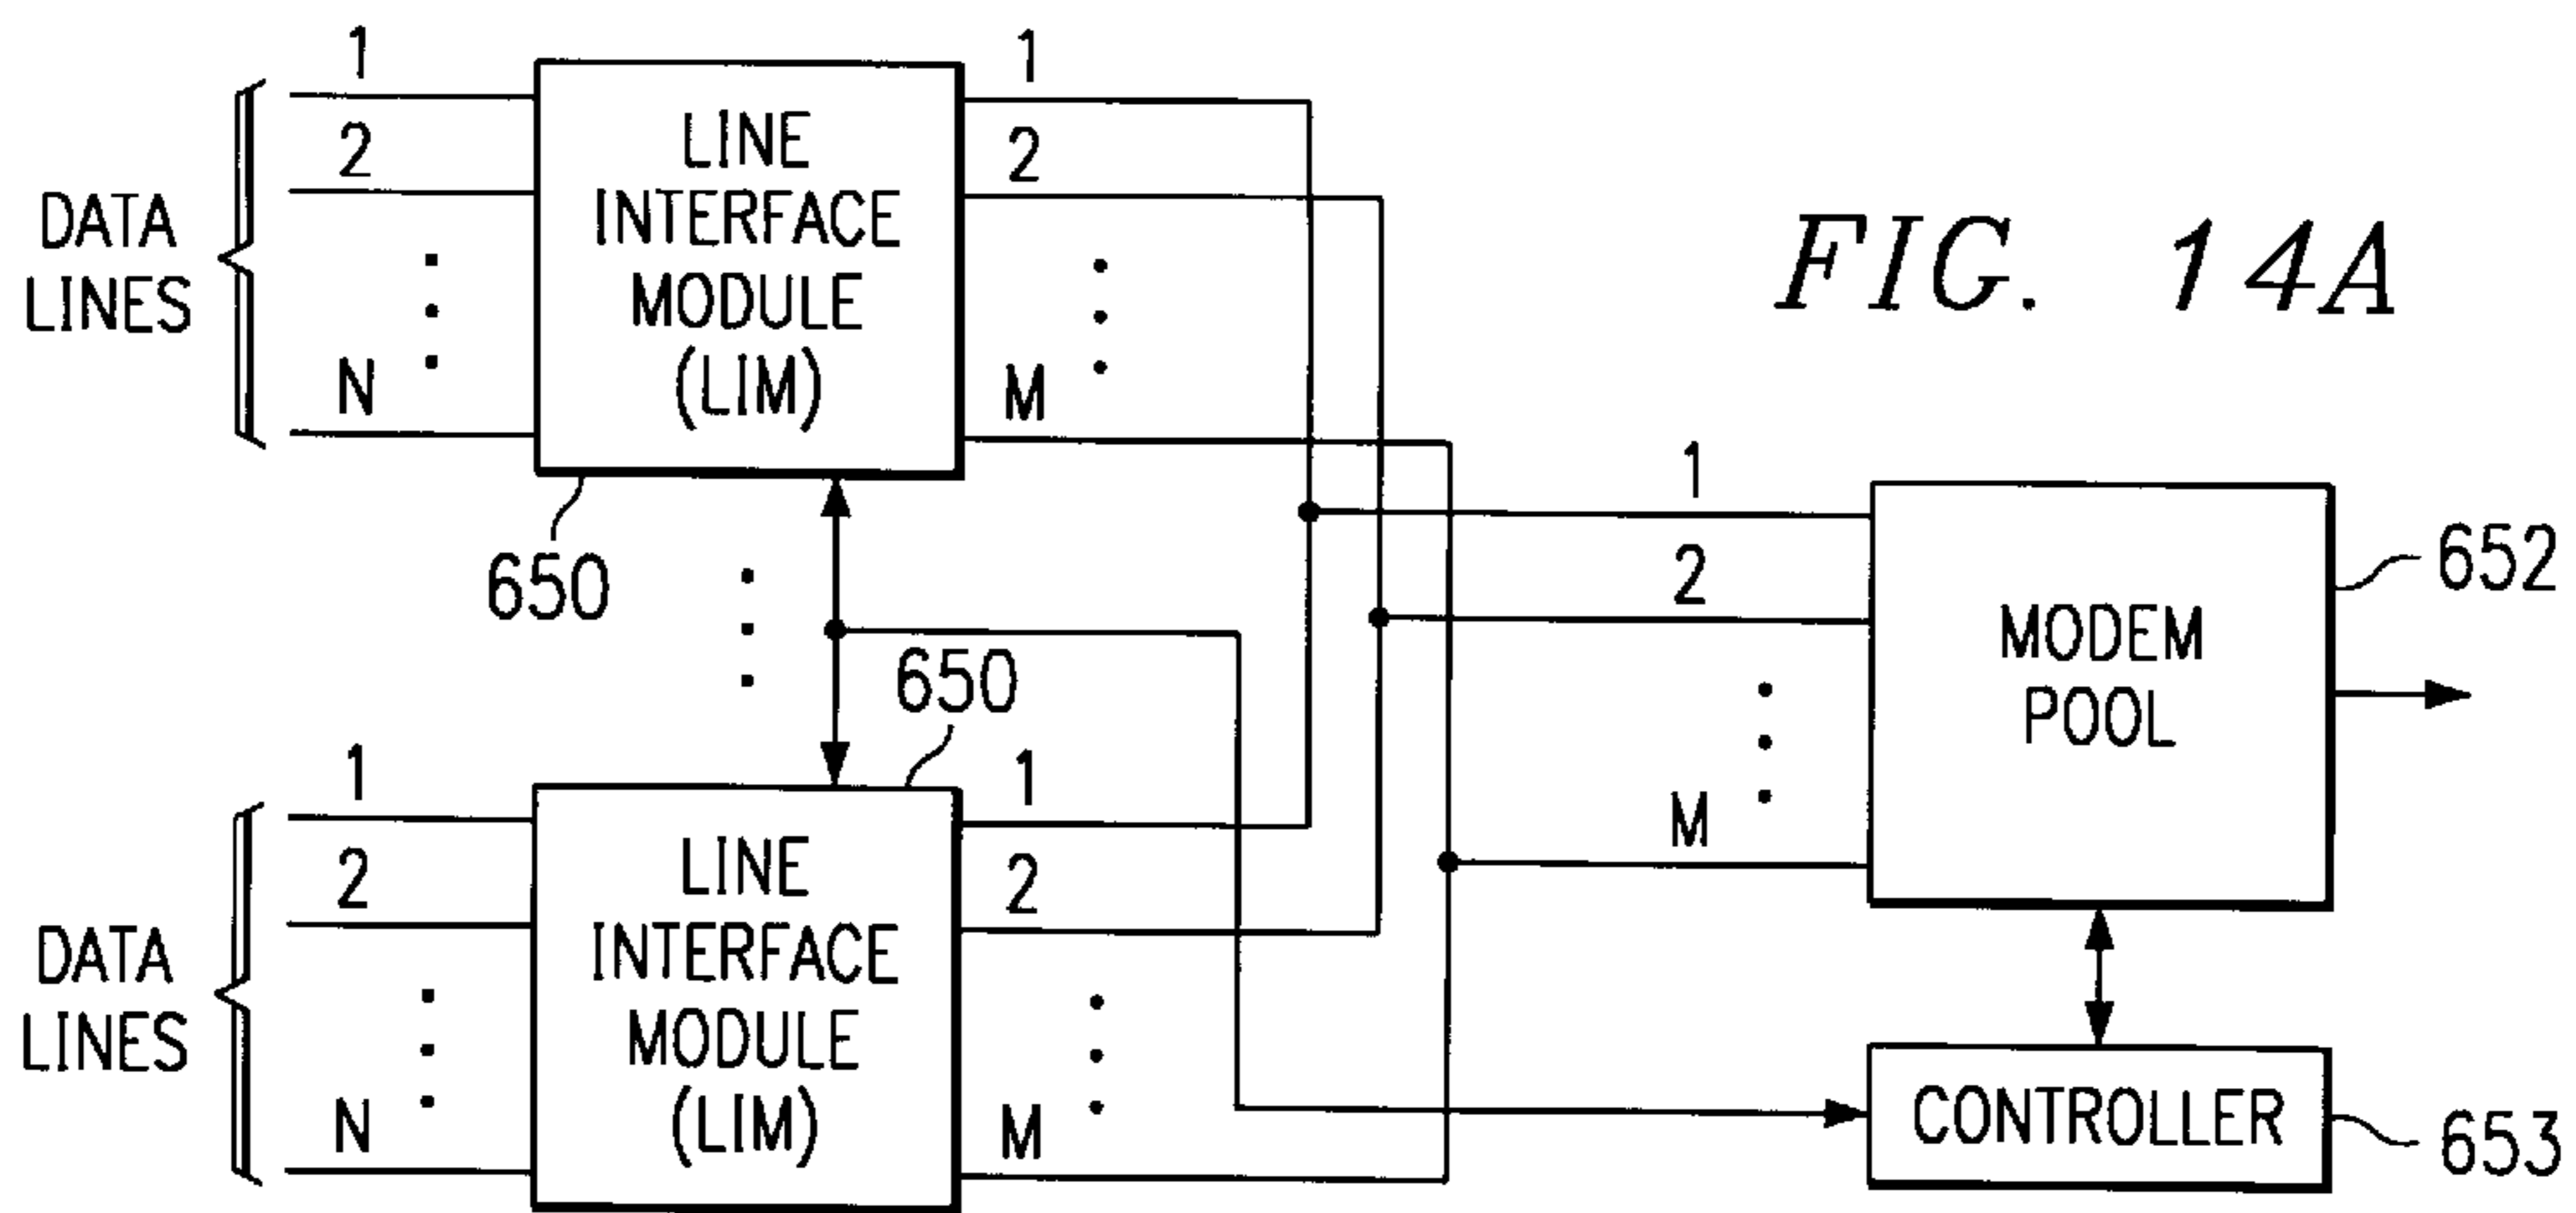 FIG. 14A
DATA
LINES
1
2
N
LINE
INTERFACE
MODULE
(LIM)
1
2
M
650
650
DATA
LINES
1
2
N
LINE
INTERFACE
MODULE
(LIM)
1
2
M
1
2
M
MODEM
POOL
652
CONTROLLER
653